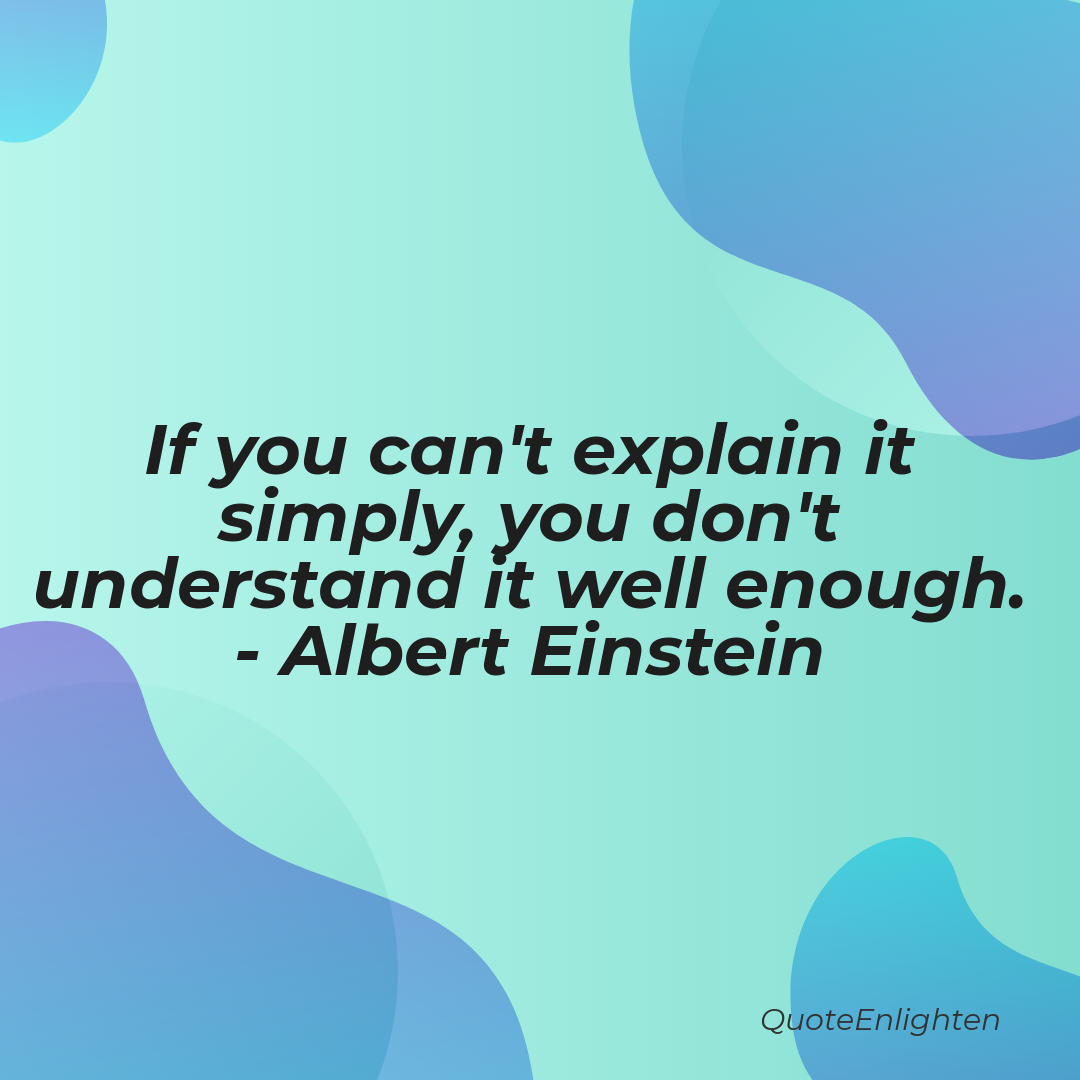 If you can't explain it
simply, you don't
understand it well enough.
- Albert Einstein
QuoteEnlighten